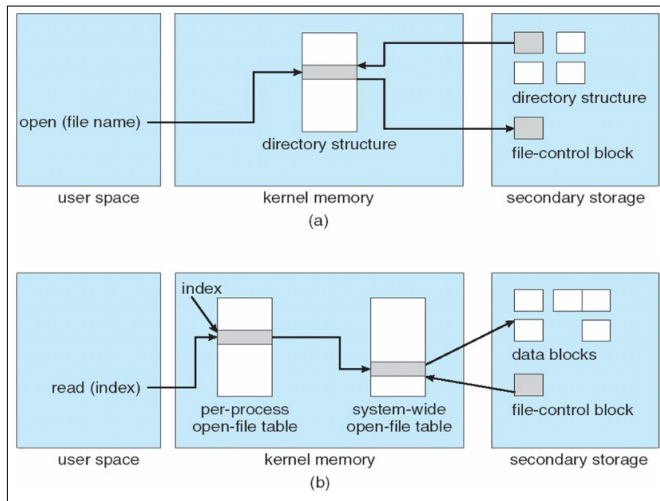 open (file name)
directory structure
directory structure
file-control block
user space
kernel memory
secondary storage
(a)
index
read (index)
per-process
open-file table
system-wide
open-file table
data blocks
file-control block
user space
kernel memory
secondary storage
(b)